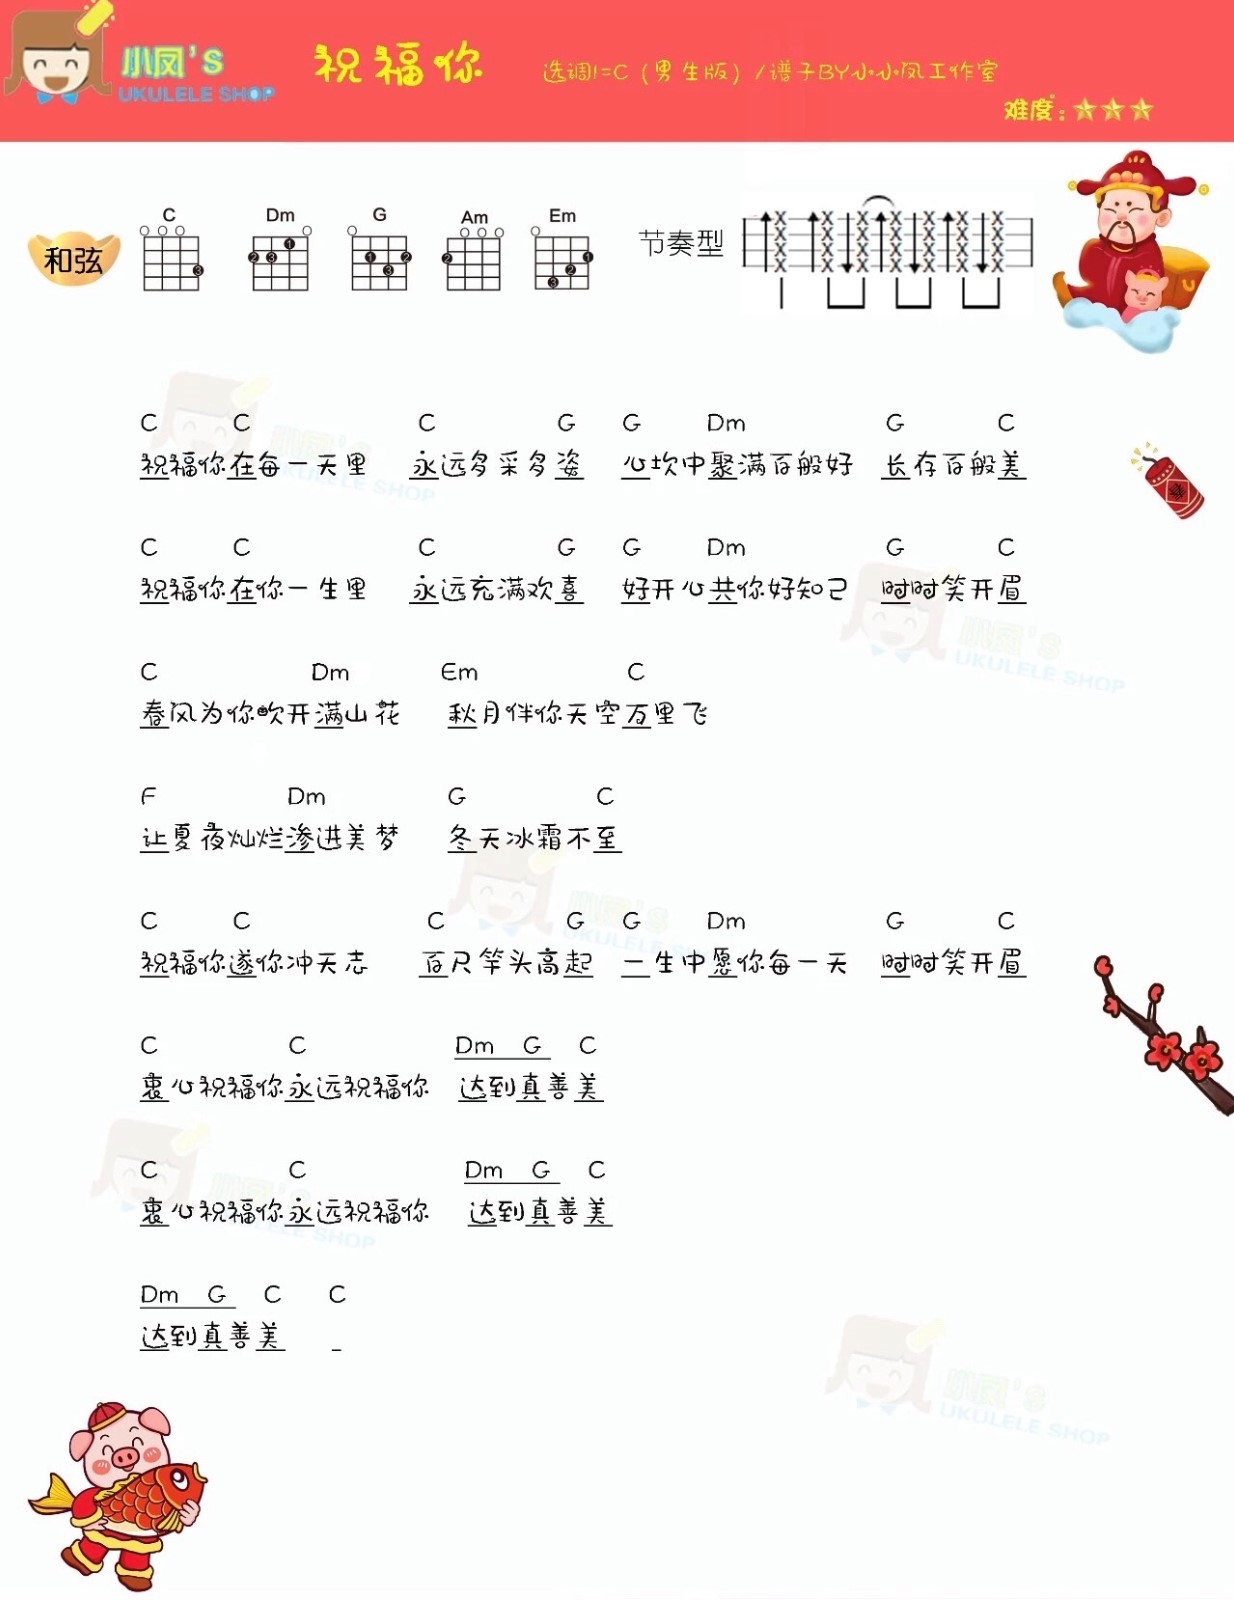 小凤'S
UKULELE SHOP
祝福你 选调1=C（男生版）/谱子BY小小凤工作室
难度：
和弦 C Dm G Am Em 节奏型
C C C G G Dm G C
祝福你在每一天里 永远多采多姿 心坎中聚满百般好 长存百般美
C C C G G Dm G C
祝福你在你一生里 永远充满欢喜 好开心共你好知己 时时笑开眉
C Dm Em C
春风为你吹开满山花 秋月伴你天空万里飞
F Dm G C
让夏夜灿烂渗进美梦 冬天冰霜不至
C C C G G Dm G C
祝福你遂你冲天志 百尺竿头高起 一生中愿你每一天 时时笑开眉
C C Dm G C
衷心祝福你永远祝福你 达到真善美
C C Dm G C
衷心祝福你永远祝福你 达到真善美
Dm G C C
达到真善美